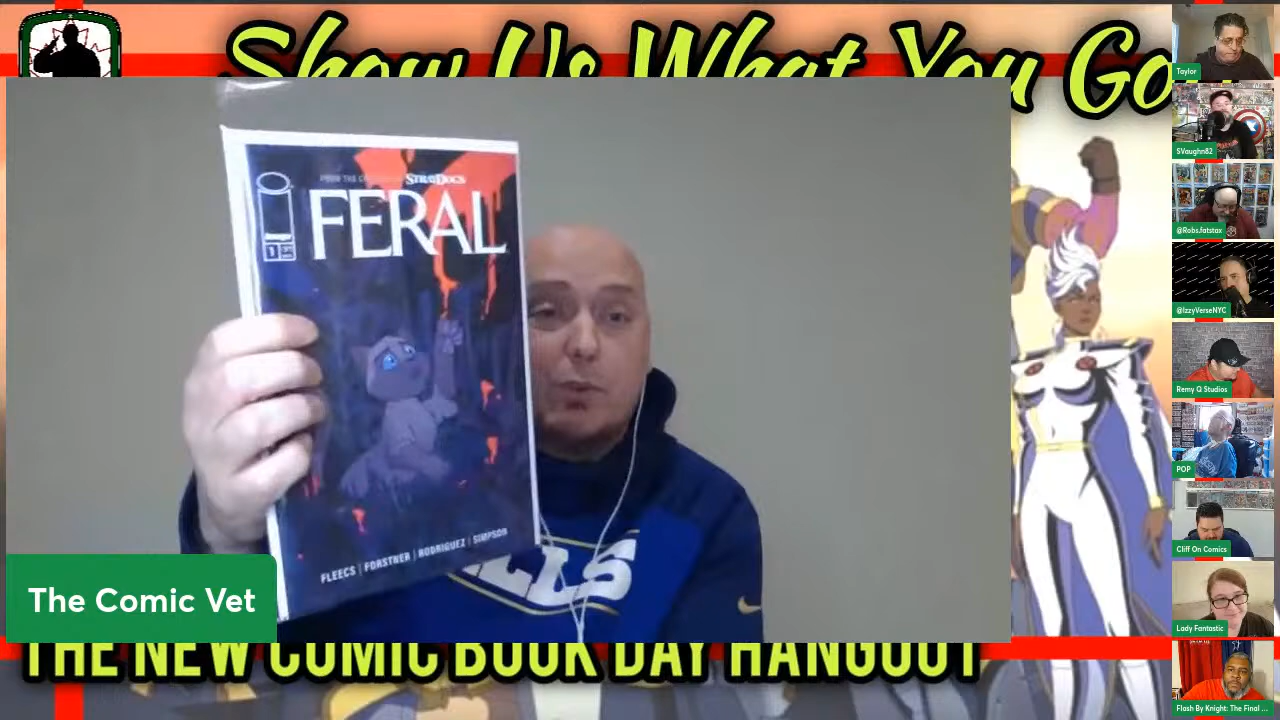 Show Us What You Go
FROM THE CREATORS OF STRAY DOGS
FERAL
1
FLEECS | FORSTNER | RODRIGUEZ | SIMPSON
The Comic Vet
THE NEW COMIC BOOK DAY HANGOUT
Taylor
SVaughn82
@Robs.fatstax
@IzzyVerseNYC
Remy Q Studios
POP
Cliff On Comics
Lady Fantastic
Flash By Knight: The Final ...